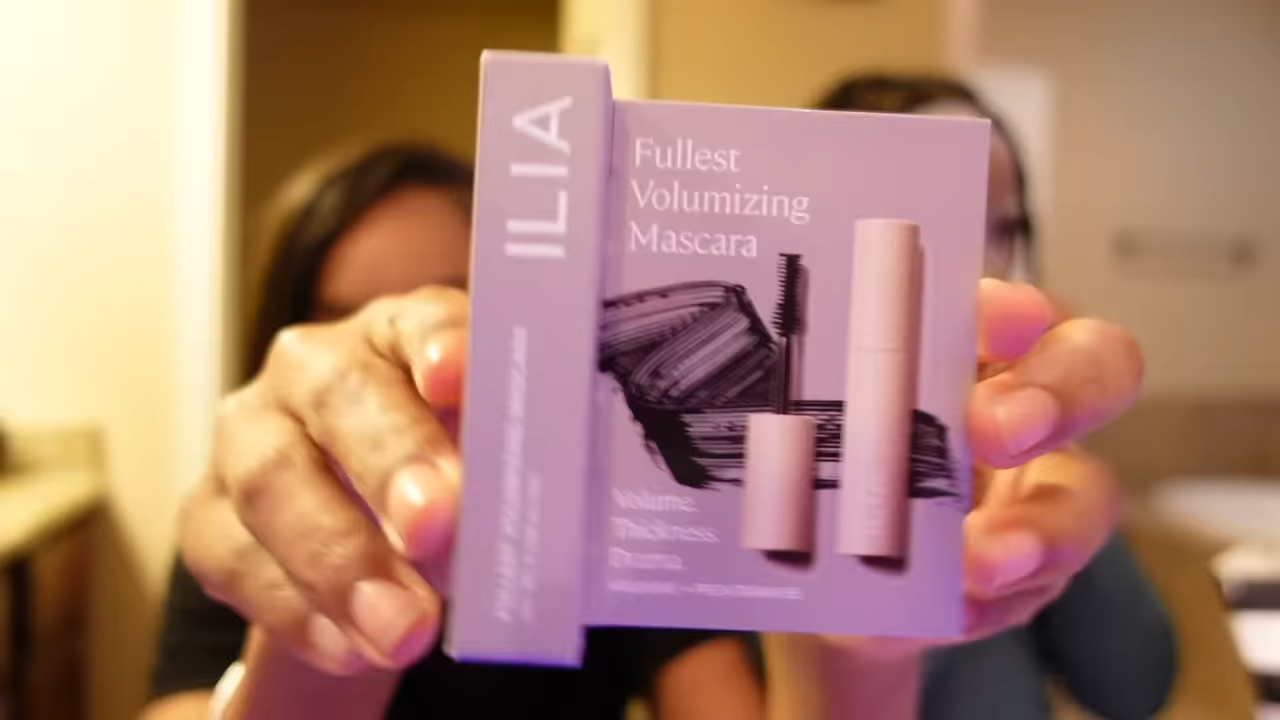 ILIA
Fullest
Volumizing
Mascara
Volume.
Thickness.
Drama.